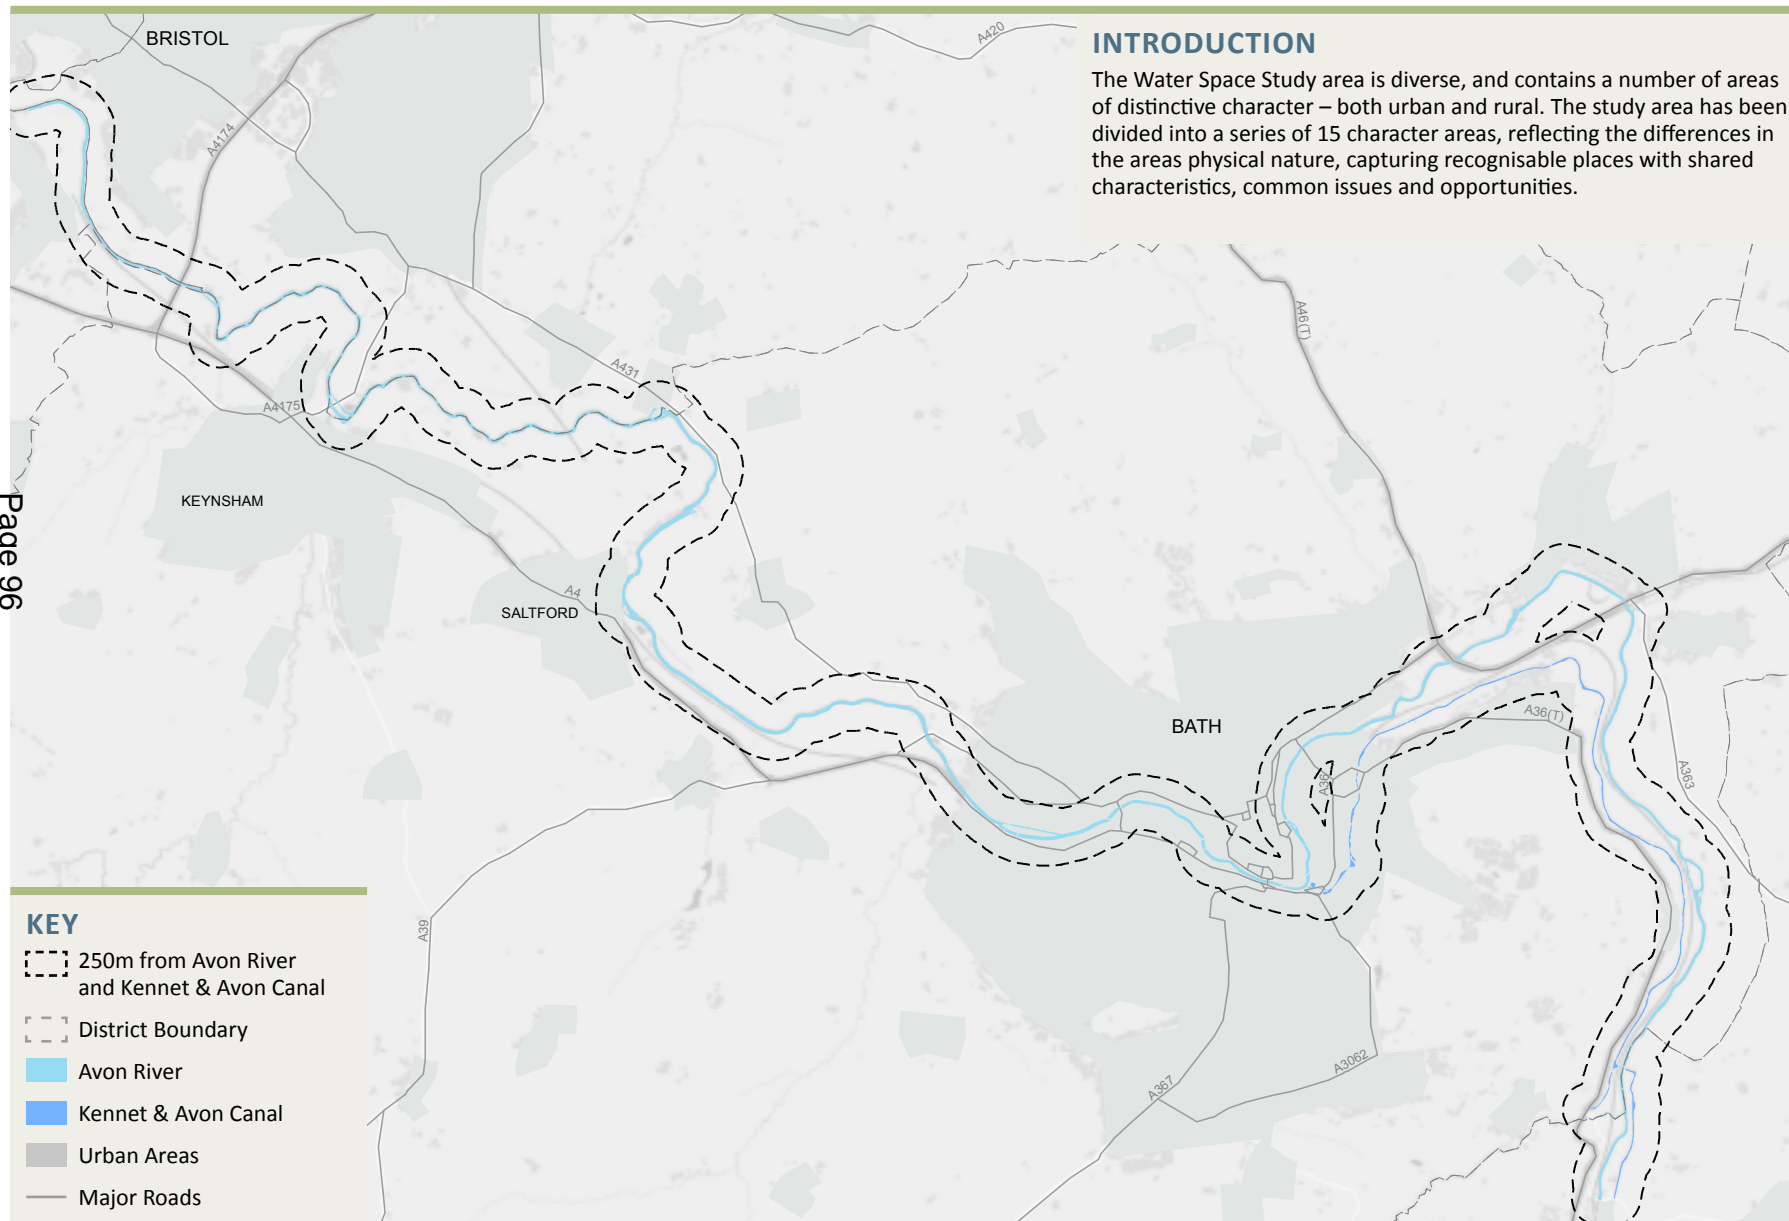 BRISTOL
A420
INTRODUCTION
The Water Space Study area is diverse, and contains a number of areas
of distinctive character – both urban and rural. The study area has been
divided into a series of 15 character areas, reflecting the differences in
the areas physical nature, capturing recognisable places with shared
characteristics, common issues and opportunities.
A4174
A46(T)
A431
A4175
KEYNSHAM
Page 96
A4
SALTFORD
BATH
A36(T)
A363
A36
A39
A3062
A367
KEY
250m from Avon River
and Kennet & Avon Canal
District Boundary
Avon River
Kennet & Avon Canal
Urban Areas
Major Roads